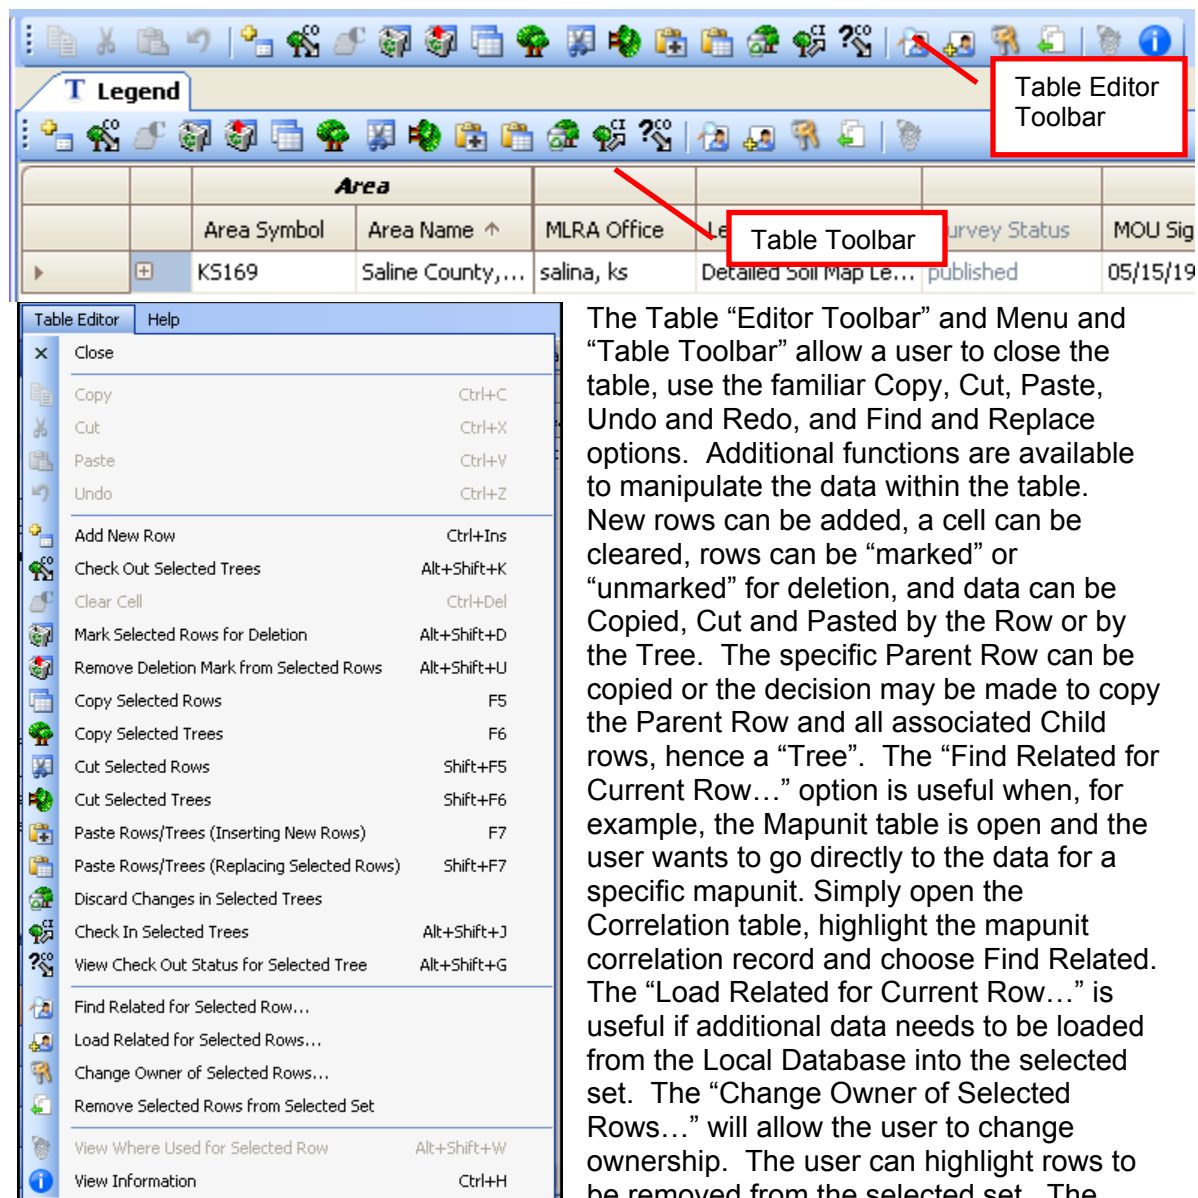 Table Editor
Toolbar
T Legend
Area
Area Symbol Area Name MLRA Office Le urvey Status MOU Sig
Table Toolbar
KS169 Saline County,... salina, ks Detailed Soil Map Le... published 05/15/19
Table Editor Help
Close
Copy Ctrl+C
Cut Ctrl+X
Paste Ctrl+V
Undo Ctrl+Z
Add New Row Ctrl+Ins
Check Out Selected Trees Alt+Shift+K
Clear Cell Ctrl+Del
Mark Selected Rows for Deletion Alt+Shift+D
Remove Deletion Mark from Selected Rows Alt+Shift+U
Copy Selected Rows F5
Copy Selected Trees F6
Cut Selected Rows Shift+F5
Cut Selected Trees Shift+F6
Paste Rows/Trees (Inserting New Rows) F7
Paste Rows/Trees (Replacing Selected Rows) Shift+F7
Discard Changes in Selected Trees
Check In Selected Trees Alt+Shift+J
View Check Out Status for Selected Tree Alt+Shift+G
Find Related for Selected Row...
Load Related for Selected Rows...
Change Owner of Selected Rows...
Remove Selected Rows from Selected Set
View Where Used for Selected Row Alt+Shift+W
View Information Ctrl+H
The Table “Editor Toolbar” and Menu and
“Table Toolbar” allow a user to close the
table, use the familiar Copy, Cut, Paste,
Undo and Redo, and Find and Replace
options. Additional functions are available
to manipulate the data within the table.
New rows can be added, a cell can be
cleared, rows can be “marked” or
“unmarked” for deletion, and data can be
Copied, Cut and Pasted by the Row or by
the Tree. The specific Parent Row can be
copied or the decision may be made to copy
the Parent Row and all associated Child
rows, hence a “Tree”. The “Find Related for
Current Row…” option is useful when, for
example, the Mapunit table is open and the
user wants to go directly to the data for a
specific mapunit. Simply open the
Correlation table, highlight the mapunit
correlation record and choose Find Related.
The “Load Related for Current Row…” is
useful if additional data needs to be loaded
from the Local Database into the selected
set. The “Change Owner of Selected
Rows…” will allow the user to change
ownership. The user can highlight rows to
be removed from the selected set. The